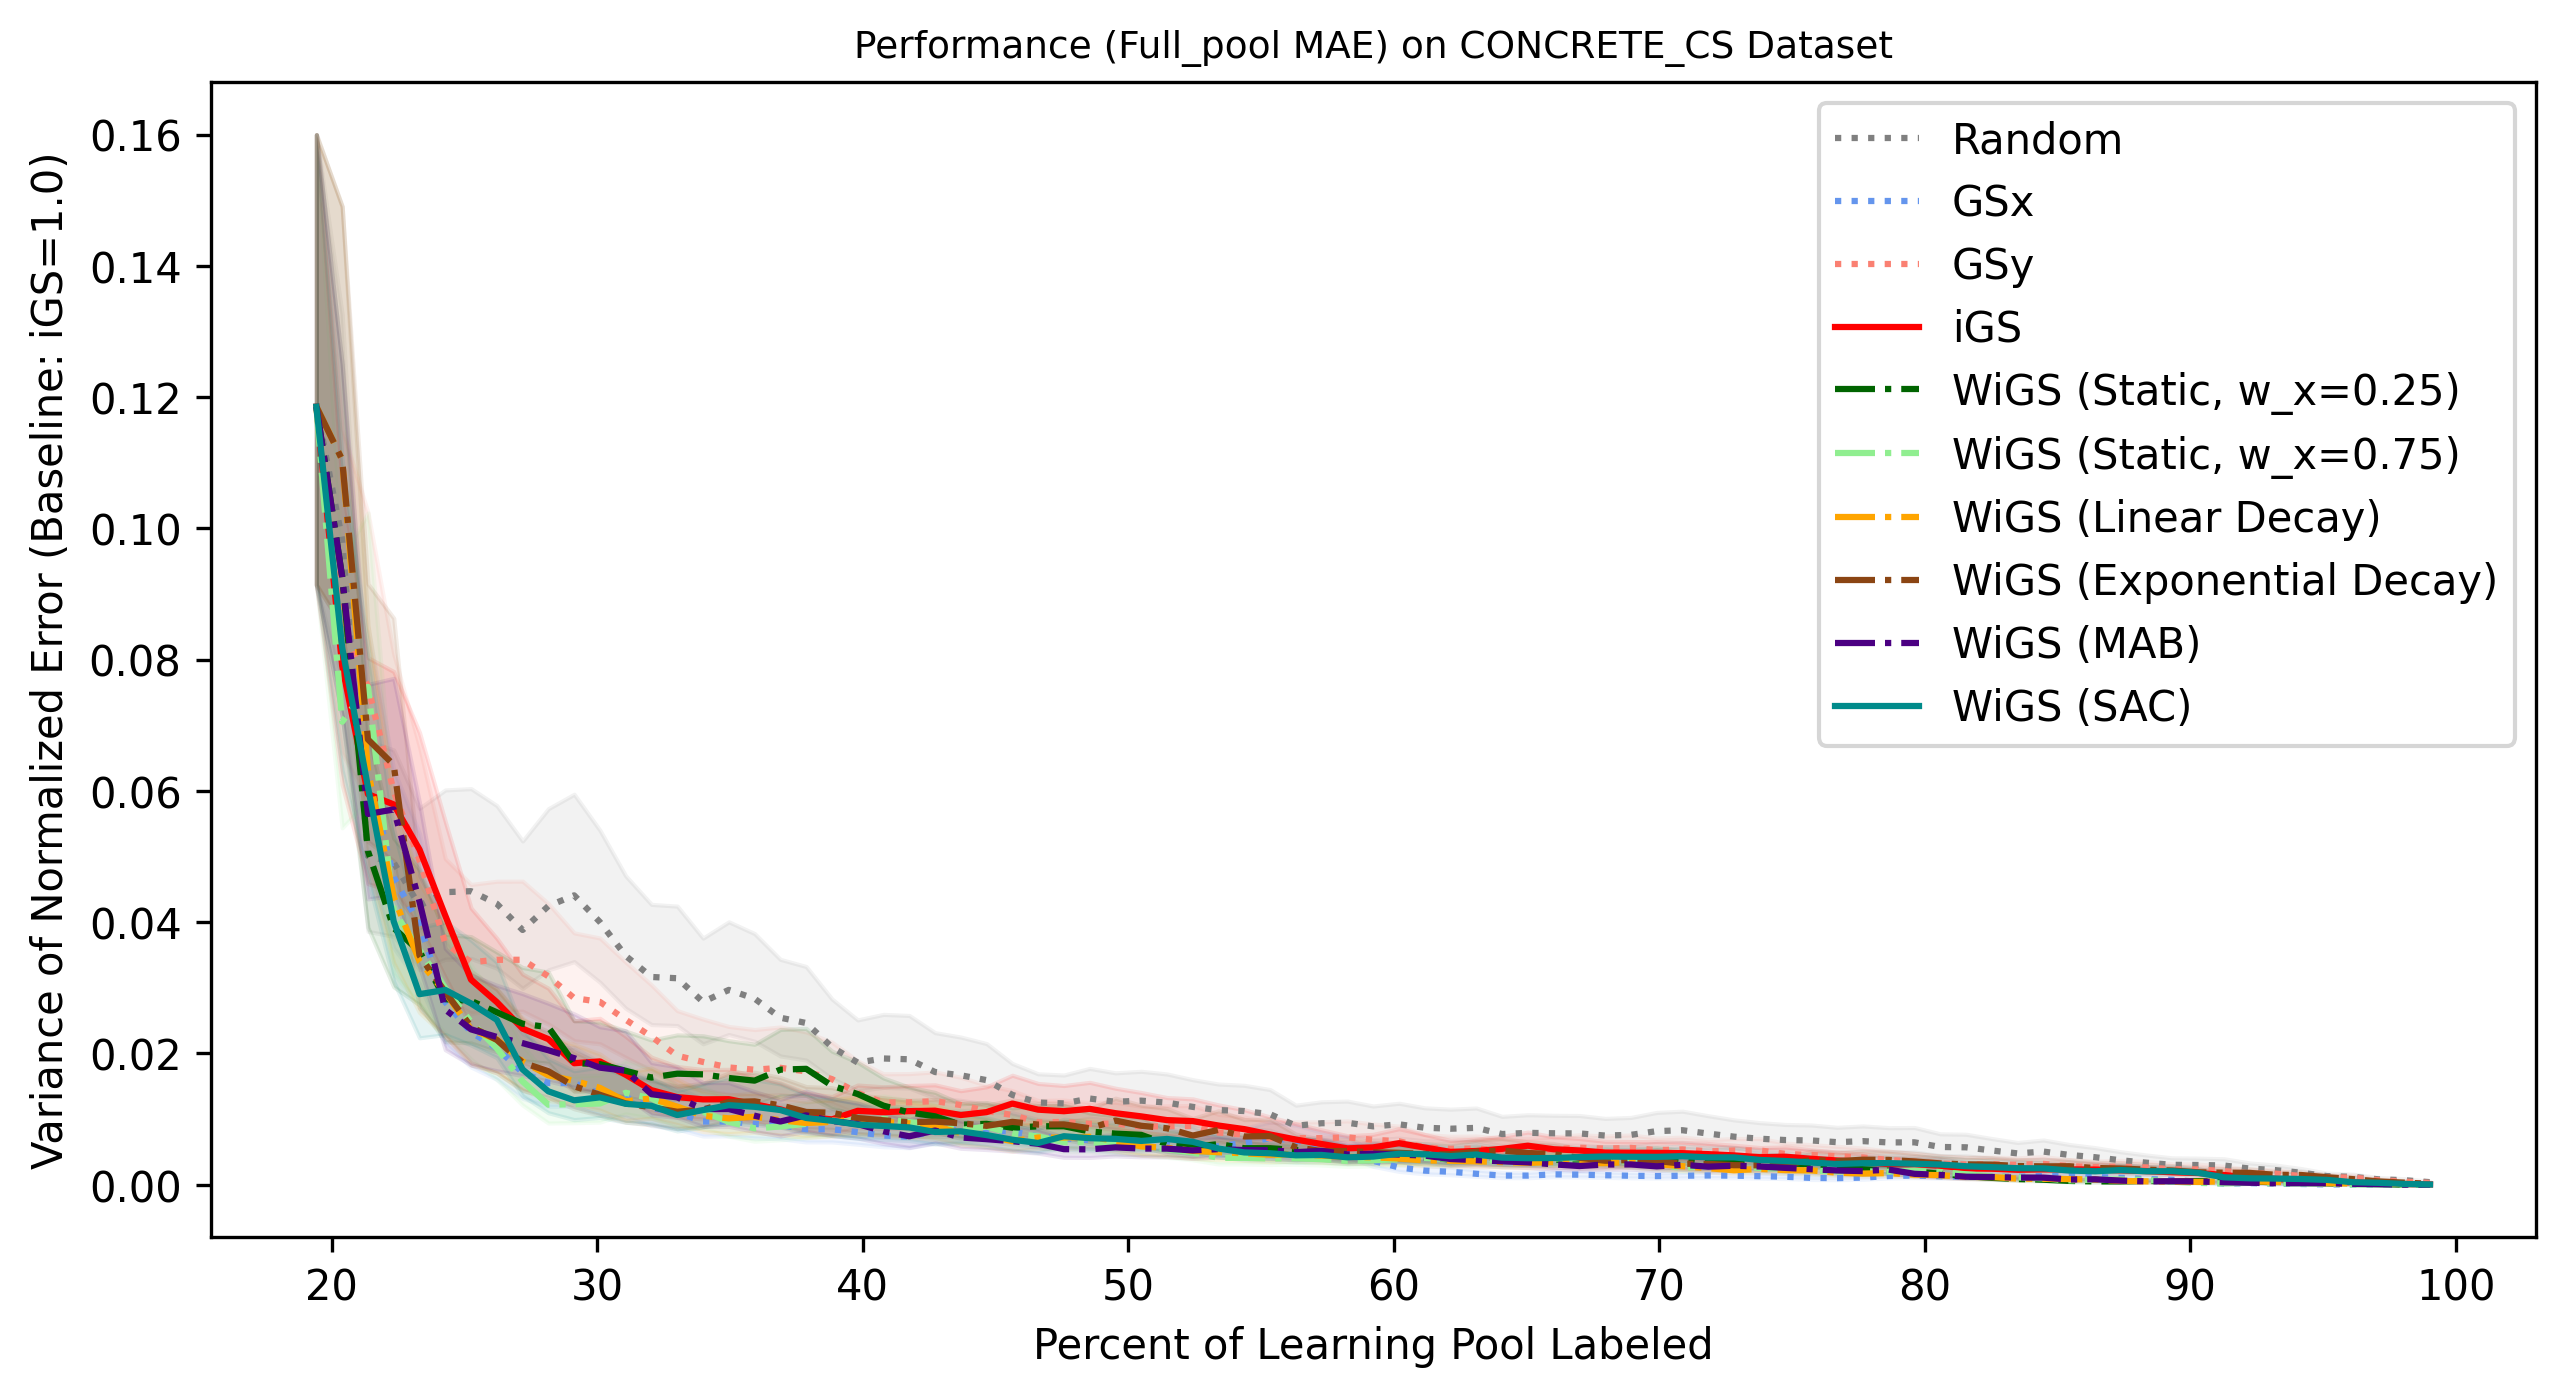 Performance (Full_pool MAE) on CONCRETE_CS Dataset
Variance of Normalized Error (Baseline: iGS=1.0)
0.16
0.14
0.12
0.10
0.08
0.06
0.04
0.02
0.00
Random
GSx
GSy
iGS
WiGS (Static, w_x=0.25)
WiGS (Static, w_x=0.75)
WiGS (Linear Decay)
WiGS (Exponential Decay)
WiGS (MAB)
WiGS (SAC)
20 30 40 50 60 70 80 90 100
Percent of Learning Pool Labeled